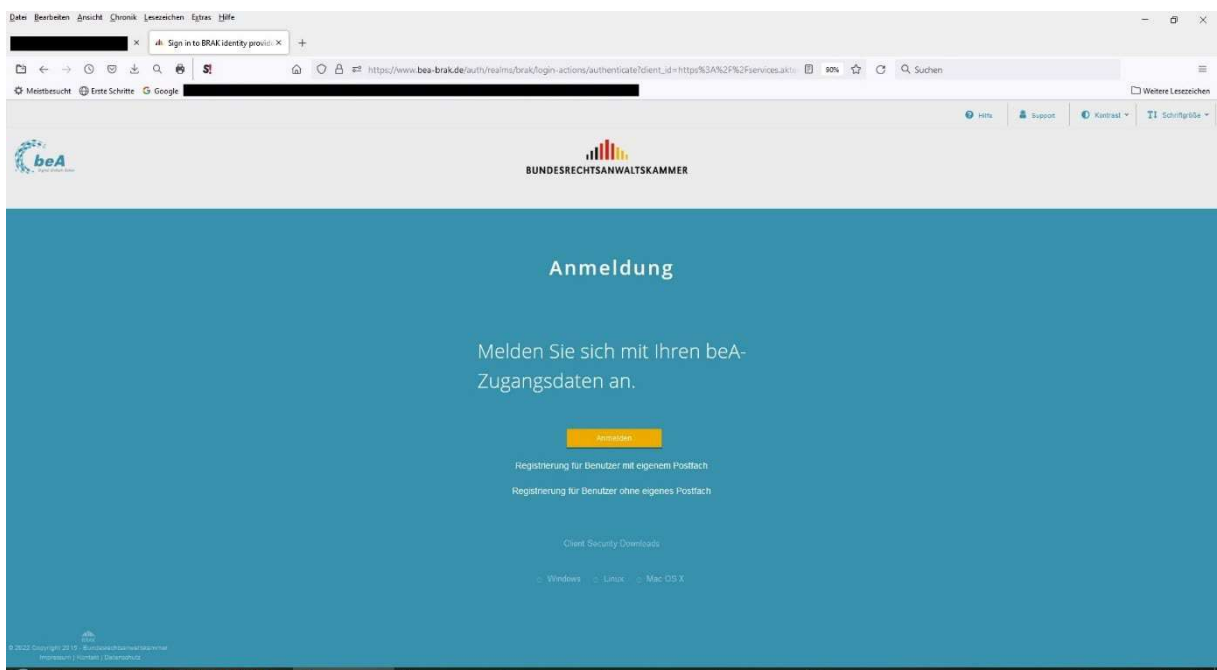 Datei Bearbeiten Ansicht Chronik Lesezeichen Extras Hilfe
Sign in to BRAK identity provid
S!
https://www.bea-brak.de/auth/realms/brak/login-actions/authenticate?client_id=https%3A%2F%2Fservices.akte
90%
Suchen
Meistbesucht Erste Schritte Google
Weitere Lesezeichen
Hilfe Support Kontrast Schriftgröße
beA
BUNDESRECHTSANWALTSKAMMER
Anmeldung
Melden Sie sich mit Ihren beA-
Zugangsdaten an.
Anmelden
Registrierung für Benutzer mit eigenem Postfach
Registrierung für Benutzer ohne eigenes Postfach
Client Security Downloads
Windows Linux Mac OS X
BRAK
Copyright 2015 - Bundesrechtsanwaltskammer
Impressum | Kontakt | Datenschutz